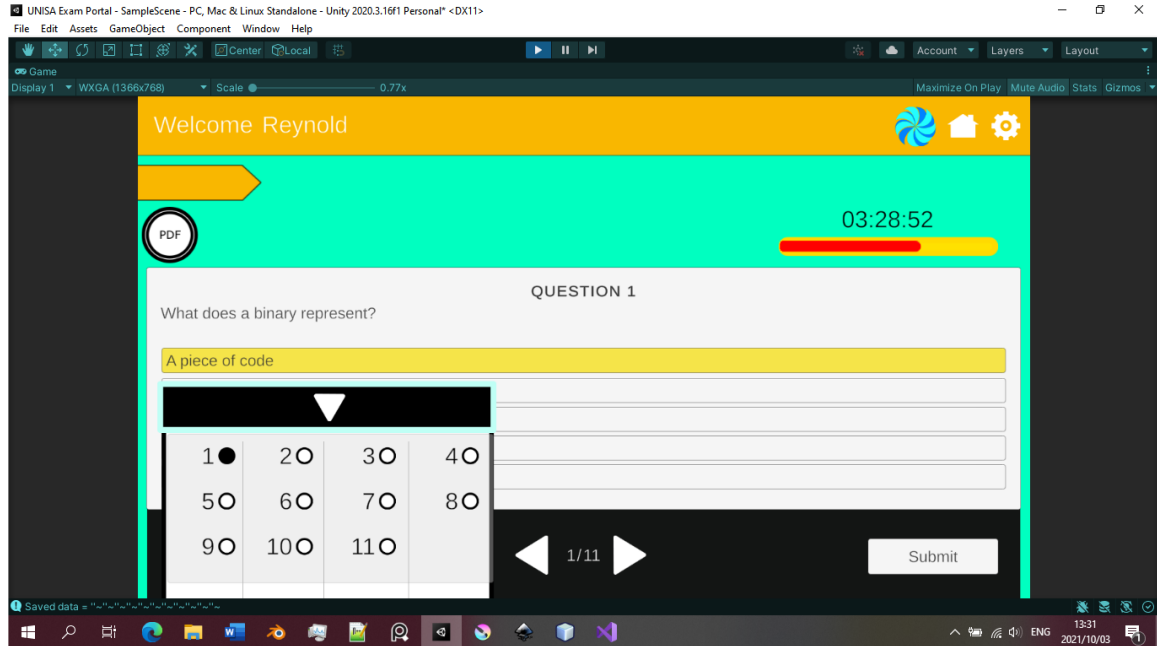 UNISA Exam Portal - SampleScene - PC, Mac & Linux Standalone - Unity 2020.3.16f1 Personal* <DX11>
File Edit Assets GameObject Component Window Help
Center Local Account Layers Layout
Game
Display 1 WXGA (1366x768) Scale 0.77x Maximize On Play Mute Audio Stats Gizmos
Welcome Reynold
PDF
03:28:52
QUESTION 1
What does a binary represent?
A piece of code
1 2 3 4
5 6 7 8
9 10 11
1/11
Submit
Saved data = "~"~"~"~"~"~"~"~"~"~"~
ENG
13:31
2021/10/03
1